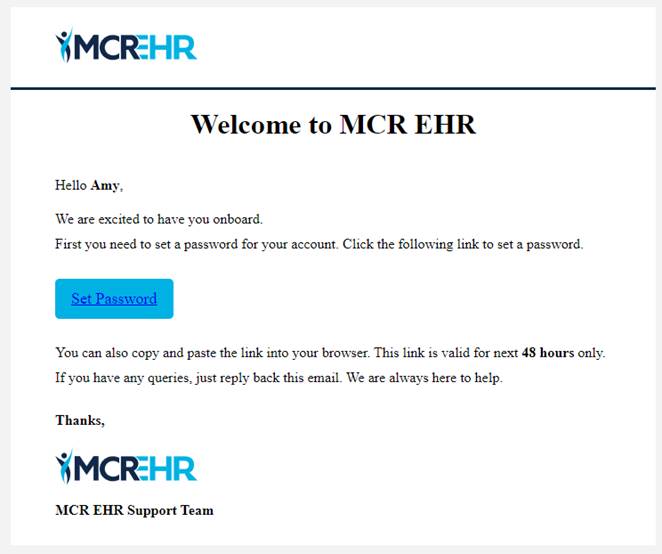 MCREHR
Welcome to MCR EHR
Hello Amy,
We are excited to have you onboard.
First you need to set a password for your account. Click the following link to set a password.
Set Password
You can also copy and paste the link into your browser. This link is valid for next 48 hours only.
If you have any queries, just reply back this email. We are always here to help.
Thanks,
MCREHR
MCR EHR Support Team